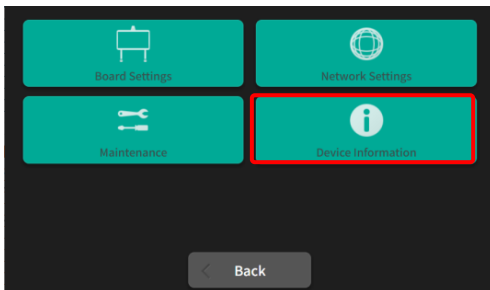 Board Settings
Network Settings
Maintenance
Device Information
Back